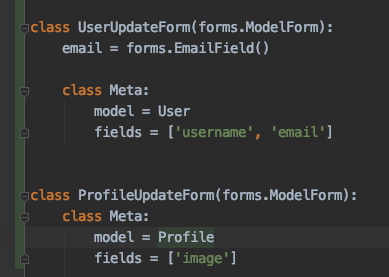 class UserUpdateForm(forms.ModelForm):
    email = forms.EmailField()

    class Meta:
        model = User
        fields = ['username', 'email']


class ProfileUpdateForm(forms.ModelForm):
    class Meta:
        model = Profile
        fields = ['image']